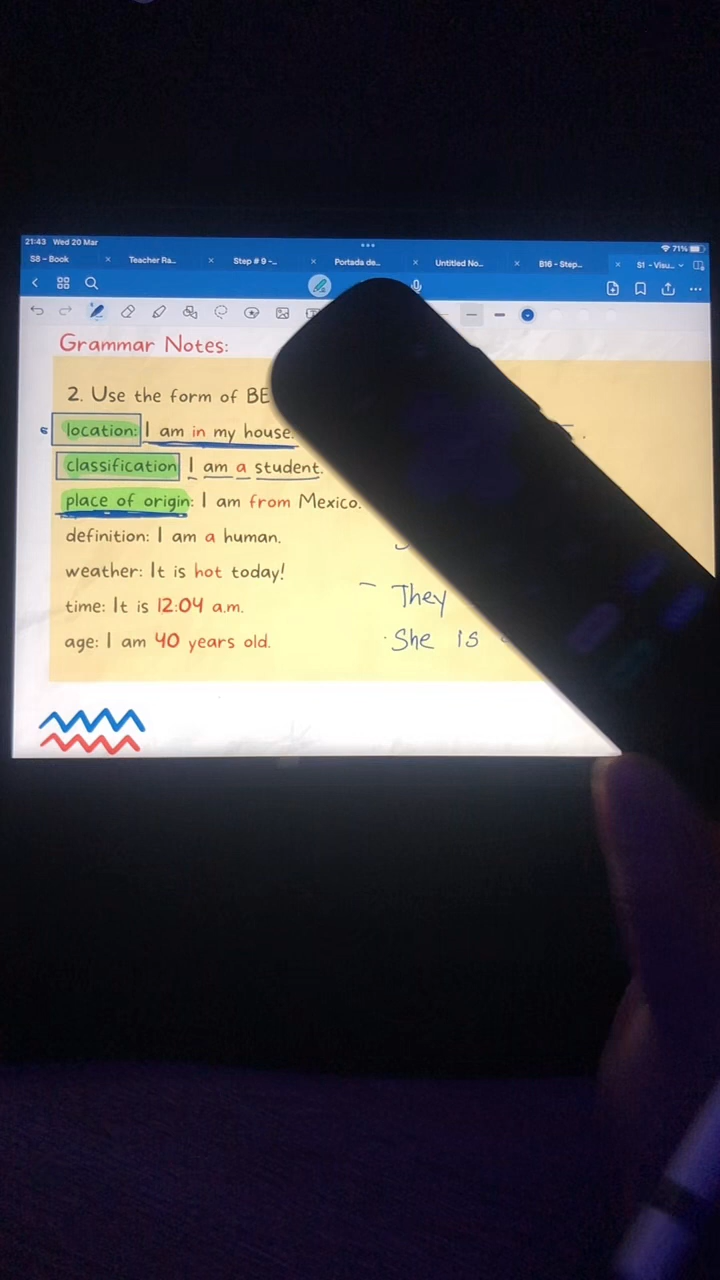 21:43 Wed 20 Mar
71%
S8 - Book
Teacher Ra...
Step # 9 -...
Portada de...
Untitled No...
B16 - Step...
S1 - Visu...
Grammar Notes:
2. Use the form of BE
location: I am in my house.
classification I am a student.
place of origin: I am from Mexico.
definition: I am a human.
weather: It is hot today!
They
time: It is 12:04 a.m.
age: I am 40 years old.
She is